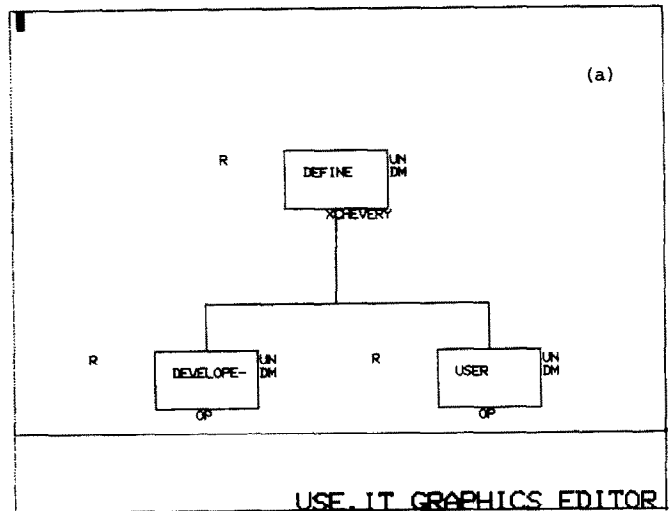 (a)
R DEFINE UN
DM
XCHEVERY
R DEVELOPE- UN
DM
OP
R USER UN
DM
OP
USE.IT GRAPHICS EDITOR